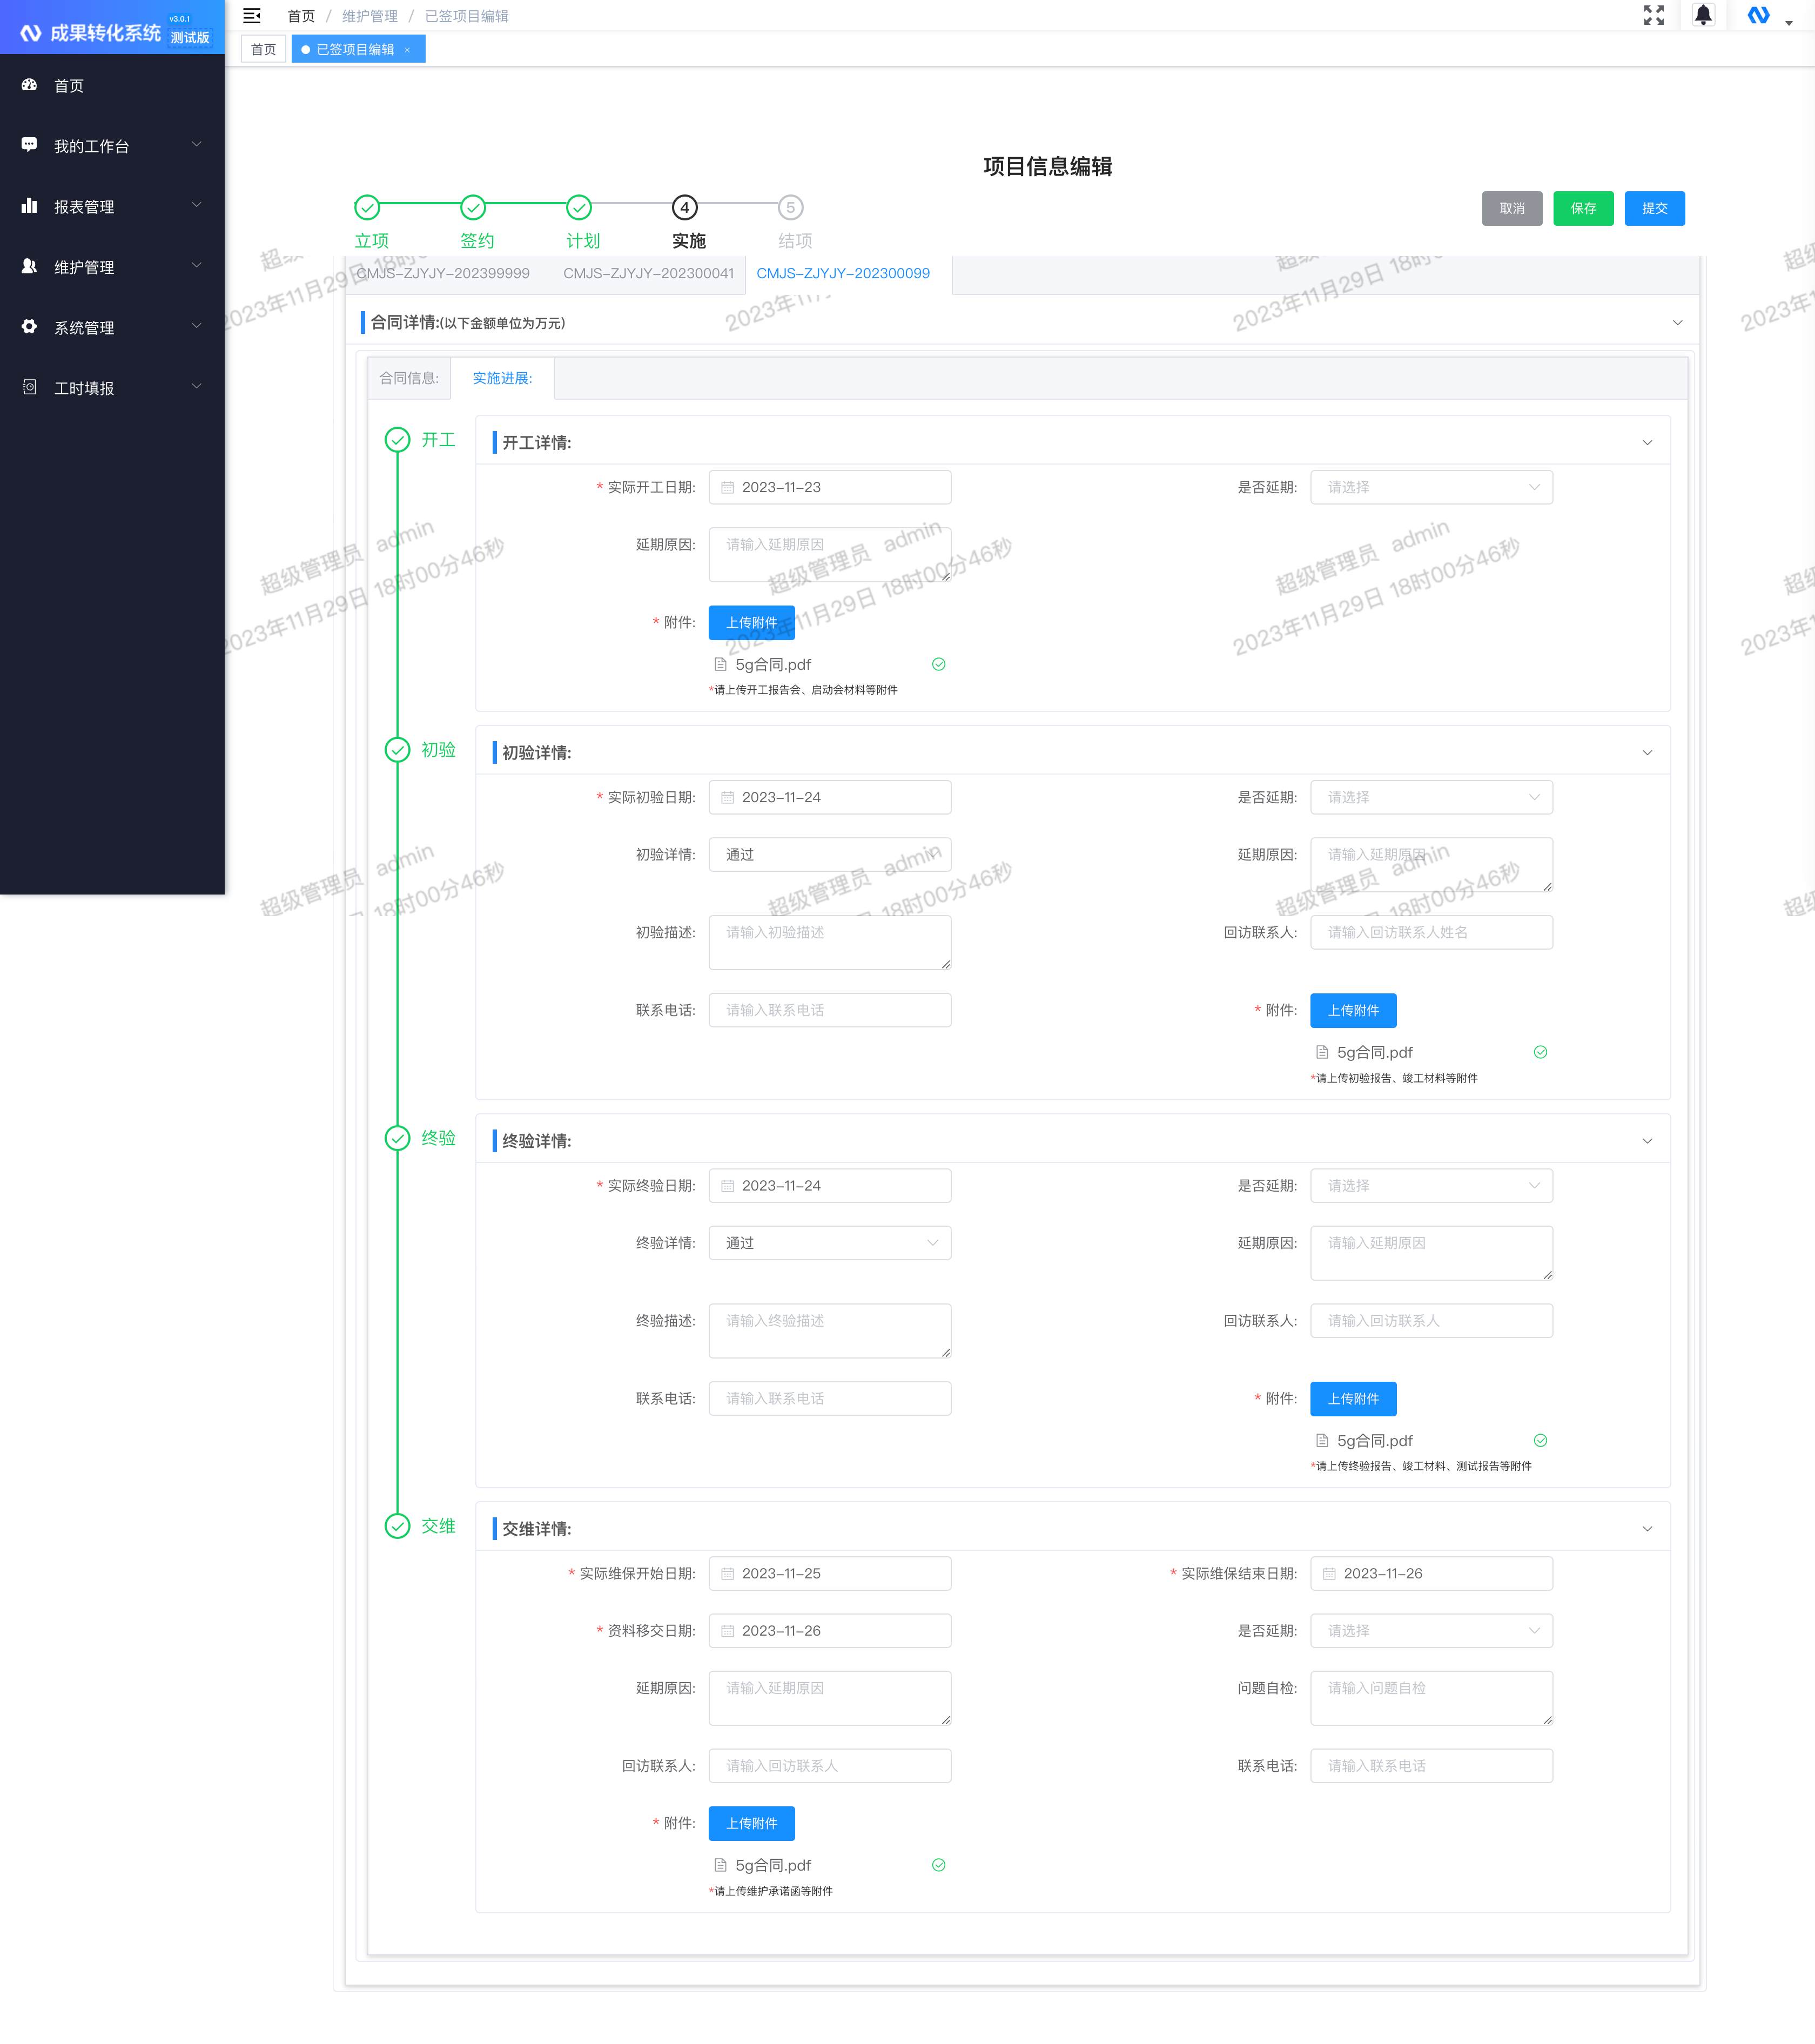 成果转化系统 v3.0.1 测试版
首页 / 维护管理 / 已签项目编辑
首页 已签项目编辑 ×
首页
我的工作台
报表管理
维护管理
系统管理
工时填报
项目信息编辑
4 5
取消 保存 提交
立项 签约 计划 实施 结项
CMJS-ZJYJY-202399999 CMJS-ZJYJY-202300041 CMJS-ZJYJY-202300099
合同详情:(以下金额单位为万元)
合同信息: 实施进展:
开工
开工详情:
* 实际开工日期: 2023-11-23 是否延期: 请选择
延期原因: 请输入延期原因
* 附件: 上传附件
5g合同.pdf
*请上传开工报告会、启动会材料等附件
初验
初验详情:
* 实际初验日期: 2023-11-24 是否延期: 请选择
初验详情: 通过 延期原因: 请输入延期原因
初验描述: 请输入初验描述 回访联系人: 请输入回访联系人姓名
联系电话: 请输入联系电话 * 附件: 上传附件
5g合同.pdf
*请上传初验报告、竣工材料等附件
终验
终验详情:
* 实际终验日期: 2023-11-24 是否延期: 请选择
终验详情: 通过 延期原因: 请输入延期原因
终验描述: 请输入终验描述 回访联系人: 请输入回访联系人
联系电话: 请输入联系电话 * 附件: 上传附件
5g合同.pdf
*请上传终验报告、竣工材料、测试报告等附件
交维
交维详情:
* 实际维保开始日期: 2023-11-25 * 实际维保结束日期: 2023-11-26
* 资料移交日期: 2023-11-26 是否延期: 请选择
延期原因: 请输入延期原因 问题自检: 请输入问题自检
回访联系人: 请输入回访联系人 联系电话: 请输入联系电话
* 附件: 上传附件
5g合同.pdf
*请上传维护承诺函等附件
超级管理员 admin
2023年11月29日 18时00分46秒